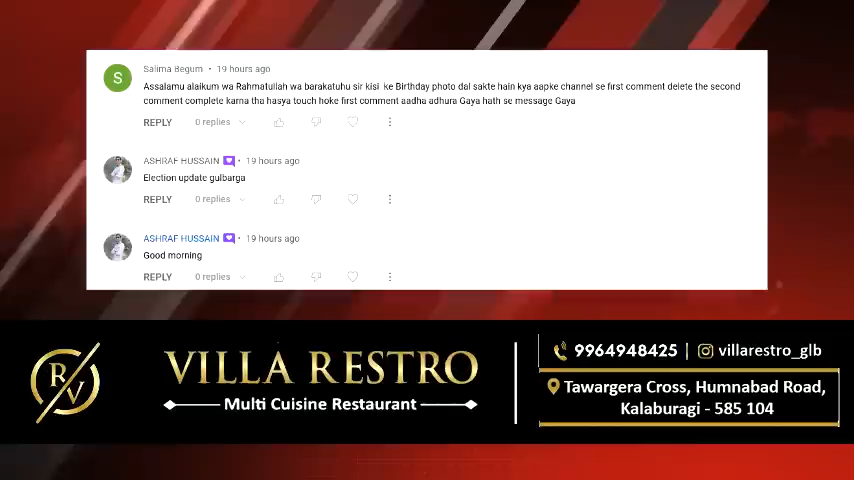 S
Salima Begum • 19 hours ago
Assalamu alaikum wa Rahmatullah wa barakatuhu sir kisi ke Birthday photo dal sakte hain kya aapke channel se first comment delete the second
comment complete karna tha hasya touch hoke first comment aadha adhura Gaya hath se message Gaya
REPLY 0 replies
ASHRAF HUSSAIN • 19 hours ago
Election update gulbarga
REPLY 0 replies
ASHRAF HUSSAIN • 19 hours ago
Good morning
REPLY 0 replies
RV
VILLA RESTRO
Multi Cuisine Restaurant
9964948425 | villarestro_glb
Tawargera Cross, Humnabad Road,
Kalaburagi - 585 104